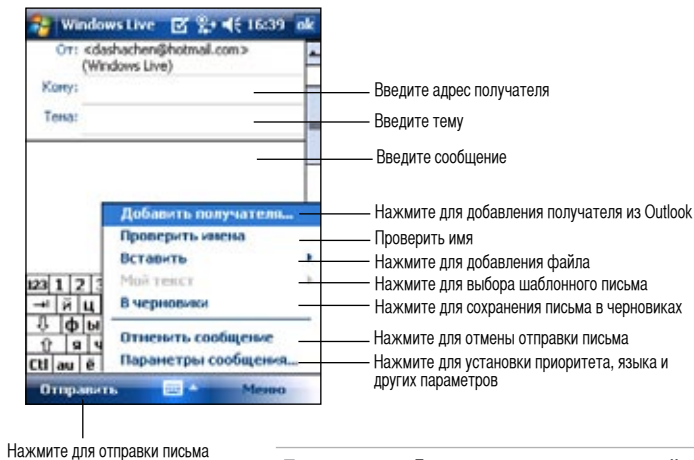 Windows Live 16:39 ok
От: <dashachen@hotmail.com>
(Windows Live)
Кому:
Тема:
Введите адрес получателя
Введите тему
Введите сообщение
Добавить получателя...
Проверить имена
Вставить
Мой текст
В черновики
Отменить сообщение
Параметры сообщения...
Нажмите для добавления получателя из Outlook
Проверить имя
Нажмите для добавления файла
Нажмите для выбора шаблонного письма
Нажмите для сохранения письма в черновиках
Нажмите для отмены отправки письма
Нажмите для установки приоритета, языка и
других параметров
123 1 2 3
й ц
ф ы
я ч
Ctl au ё
Отправить Меню
Нажмите для отправки письма